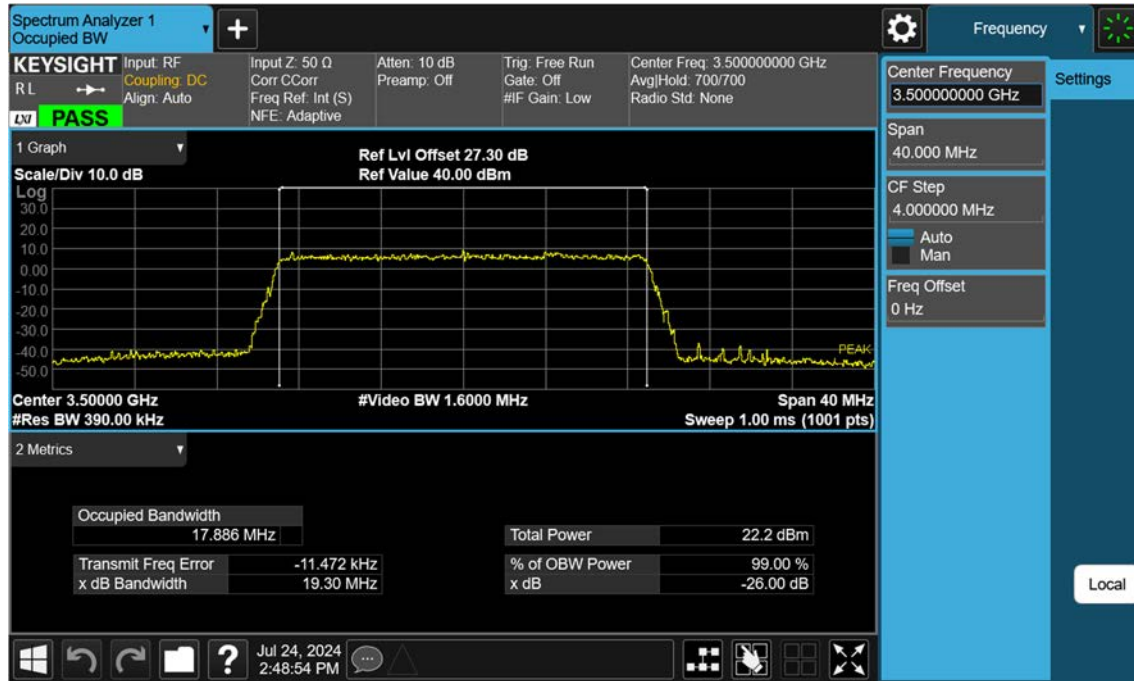 Spectrum Analyzer 1
Occupied BW
+
Frequency
KEYSIGHT
RL
LXI PASS
Input: RF
Coupling: DC
Align: Auto
Input Z: 50 Ω
Corr CCorr
Freq Ref: Int (S)
NFE: Adaptive
Atten: 10 dB
Preamp: Off
Trig: Free Run
Gate: Off
#IF Gain: Low
Center Freq: 3.500000000 GHz
Avg|Hold: 700/700
Radio Std: None
Center Frequency
3.500000000 GHz
Settings
Span
40.000 MHz
CF Step
4.000000 MHz
Auto
Man
Freq Offset
0 Hz
1 Graph
Scale/Div 10.0 dB
Ref Lvl Offset 27.30 dB
Ref Value 40.00 dBm
Log
30.0
20.0
10.0
0.00
-10.0
-20.0
-30.0
-40.0
-50.0
PEAK
Center 3.50000 GHz
#Res BW 390.00 kHz
#Video BW 1.6000 MHz
Span 40 MHz
Sweep 1.00 ms (1001 pts)
2 Metrics
Occupied Bandwidth
17.886 MHz
Transmit Freq Error -11.472 kHz
x dB Bandwidth 19.30 MHz
Total Power 22.2 dBm
% of OBW Power 99.00 %
x dB -26.00 dB
Local
?
Jul 24, 2024
2:48:54 PM